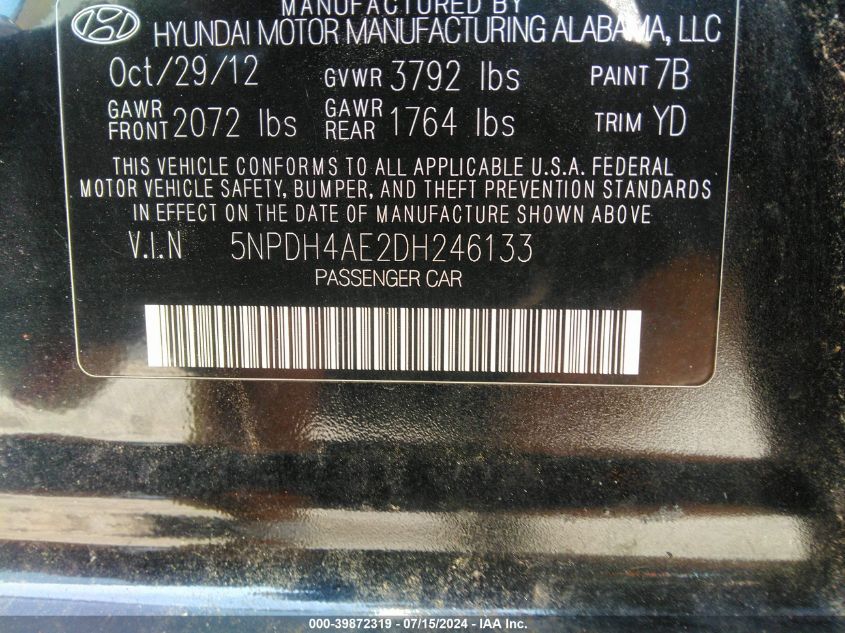 MANUFACTURED BY
HYUNDAI MOTOR MANUFACTURING ALABAMA, LLC
Oct/29/12 GVWR 3792 lbs PAINT 7B
GAWR FRONT 2072 lbs GAWR REAR 1764 lbs TRIM YD
THIS VEHICLE CONFORMS TO ALL APPLICABLE U.S.A. FEDERAL
MOTOR VEHICLE SAFETY, BUMPER, AND THEFT PREVENTION STANDARDS
IN EFFECT ON THE DATE OF MANUFACTURE SHOWN ABOVE
V.I.N 5NPDH4AE2DH246133
PASSENGER CAR
000-39872319 - 07/15/2024 - IAA Inc.